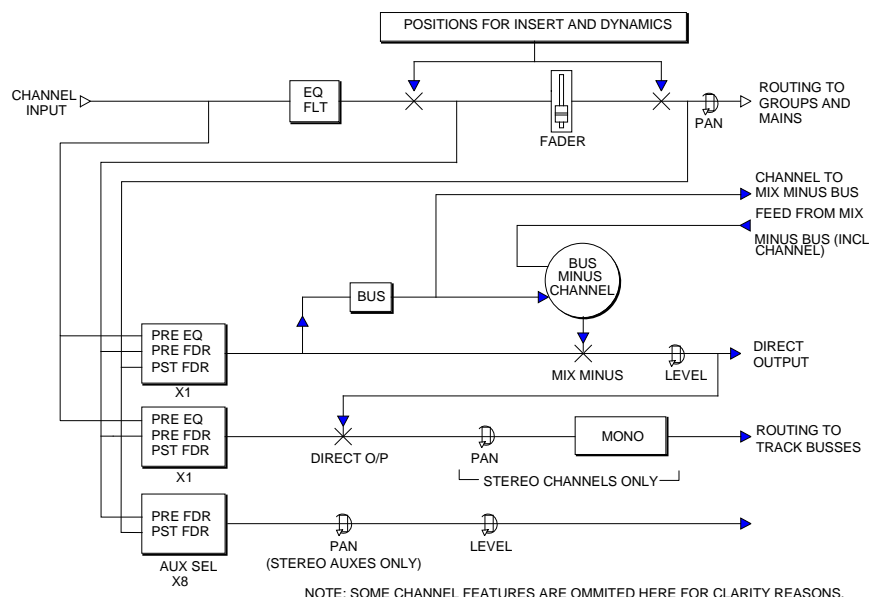 POSITIONS FOR INSERT AND DYNAMICS
CHANNEL
INPUT
EQ
FLT
FADER
PAN
ROUTING TO
GROUPS AND
MAINS
CHANNEL TO
MIX MINUS BUS
FEED FROM MIX
MINUS BUS (INCL
CHANNEL)
BUS
MINUS
CHANNEL
BUS
PRE EQ
PRE FDR
PST FDR
X1
MIX MINUS
LEVEL
DIRECT
OUTPUT
PRE EQ
PRE FDR
PST FDR
X1
DIRECT O/P
PAN
MONO
STEREO CHANNELS ONLY
ROUTING TO
TRACK BUSSES
PRE FDR
PST FDR
AUX SEL
X8
PAN
(STEREO AUXES ONLY)
LEVEL
NOTE: SOME CHANNEL FEATURES ARE OMMITED HERE FOR CLARITY REASONS.